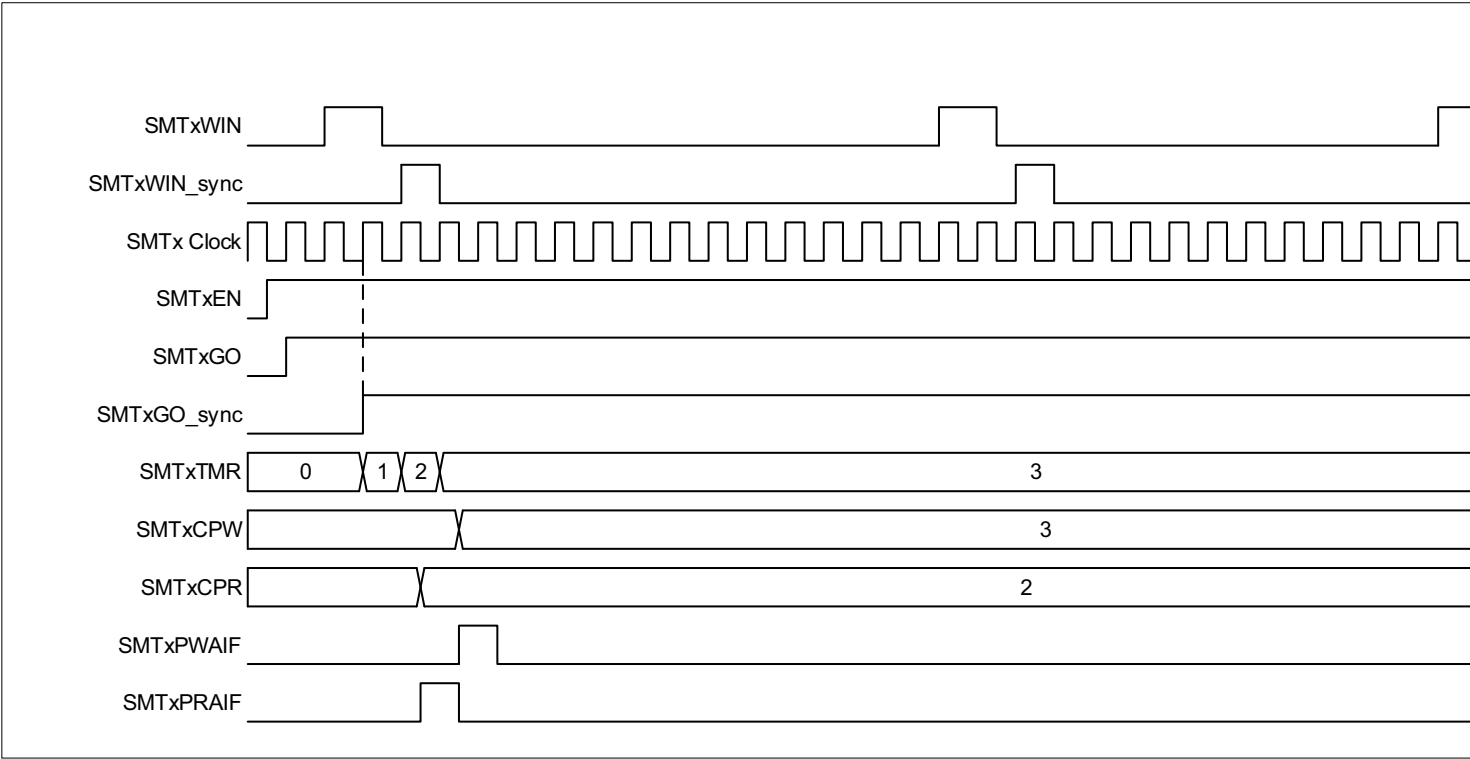 SMTxWIN
SMTxWIN_sync
SMTx Clock
SMTxEN
SMTxGO
SMTxGO_sync
SMTxTMR 0 1 2 3
SMTxCPW 3
SMTxCPR 2
SMTxPWAIF
SMTxPRAIF